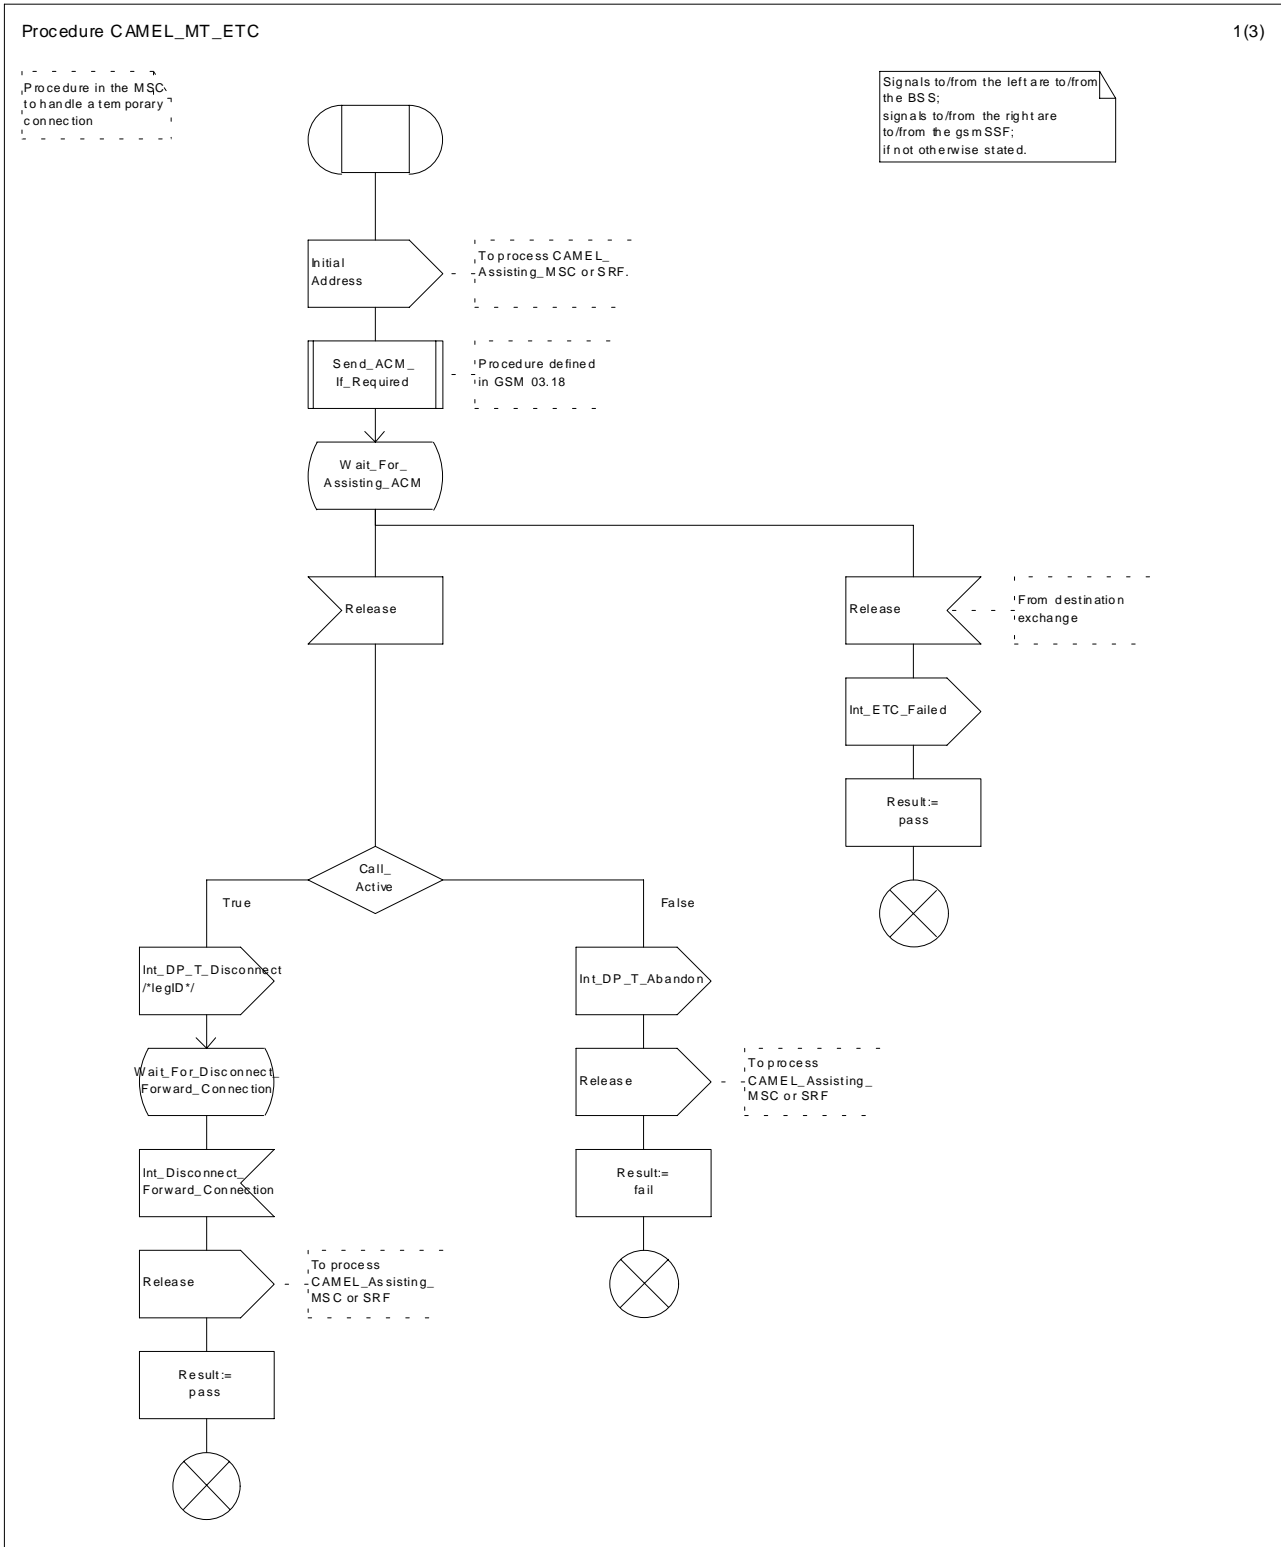 Procedure CAMEL_MT_ETC
1(3)
Procedure in the MSC
to handle a temporary
connection
Signals to/from the left are to/from
the BSS;
signals to/from the right are
to/from the gsmSSF;
if not otherwise stated.
Initial
Address
To process CAMEL_
Assisting_MSC or SRF.
Send_ACM_
If_Required
Procedure defined
in GSM 03.18
Wait_For_
Assisting_ACM
Release
Release
From destination
exchange
Int_ETC_Failed
Result:=
pass
Call_
Active
True
False
Int_DP_T_Disconnect
/*legID*/
Int_DP_T_Abandon
Wait_For_Disconnect_
Forward_Connection
Release
To process
CAMEL_Assisting_
MSC or SRF
Int_Disconnect_
Forward_Connection
Result:=
fail
Release
To process
CAMEL_Assisting_
MSC or SRF
Result:=
pass